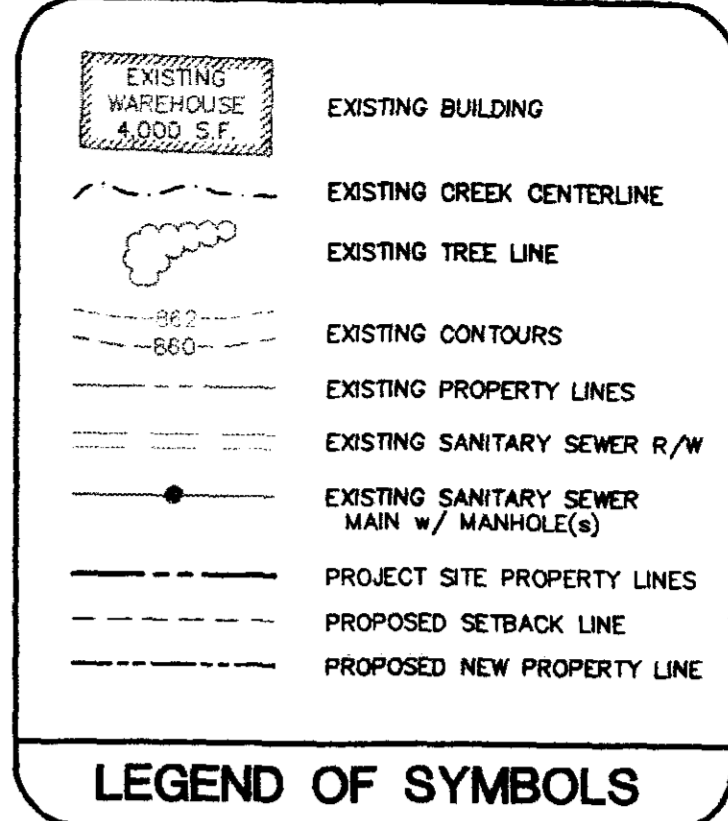 EXISTING
WAREHOUSE
4,000 S.F.
EXISTING BUILDING
EXISTING CREEK CENTERLINE
EXISTING TREE LINE
862
860
EXISTING CONTOURS
EXISTING PROPERTY LINES
EXISTING SANITARY SEWER R/W
EXISTING SANITARY SEWER
MAIN w/ MANHOLE(s)
PROJECT SITE PROPERTY LINES
PROPOSED SETBACK LINE
PROPOSED NEW PROPERTY LINE
LEGEND OF SYMBOLS